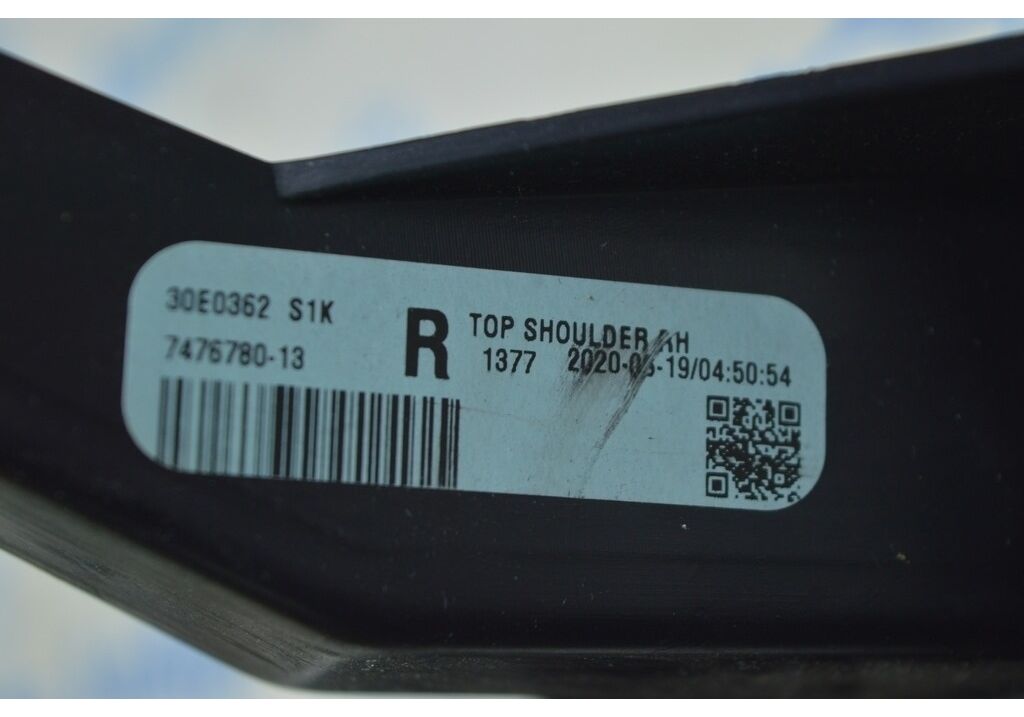 30E0362 S1K
7476780-13
R
TOP SHOULDER
1377